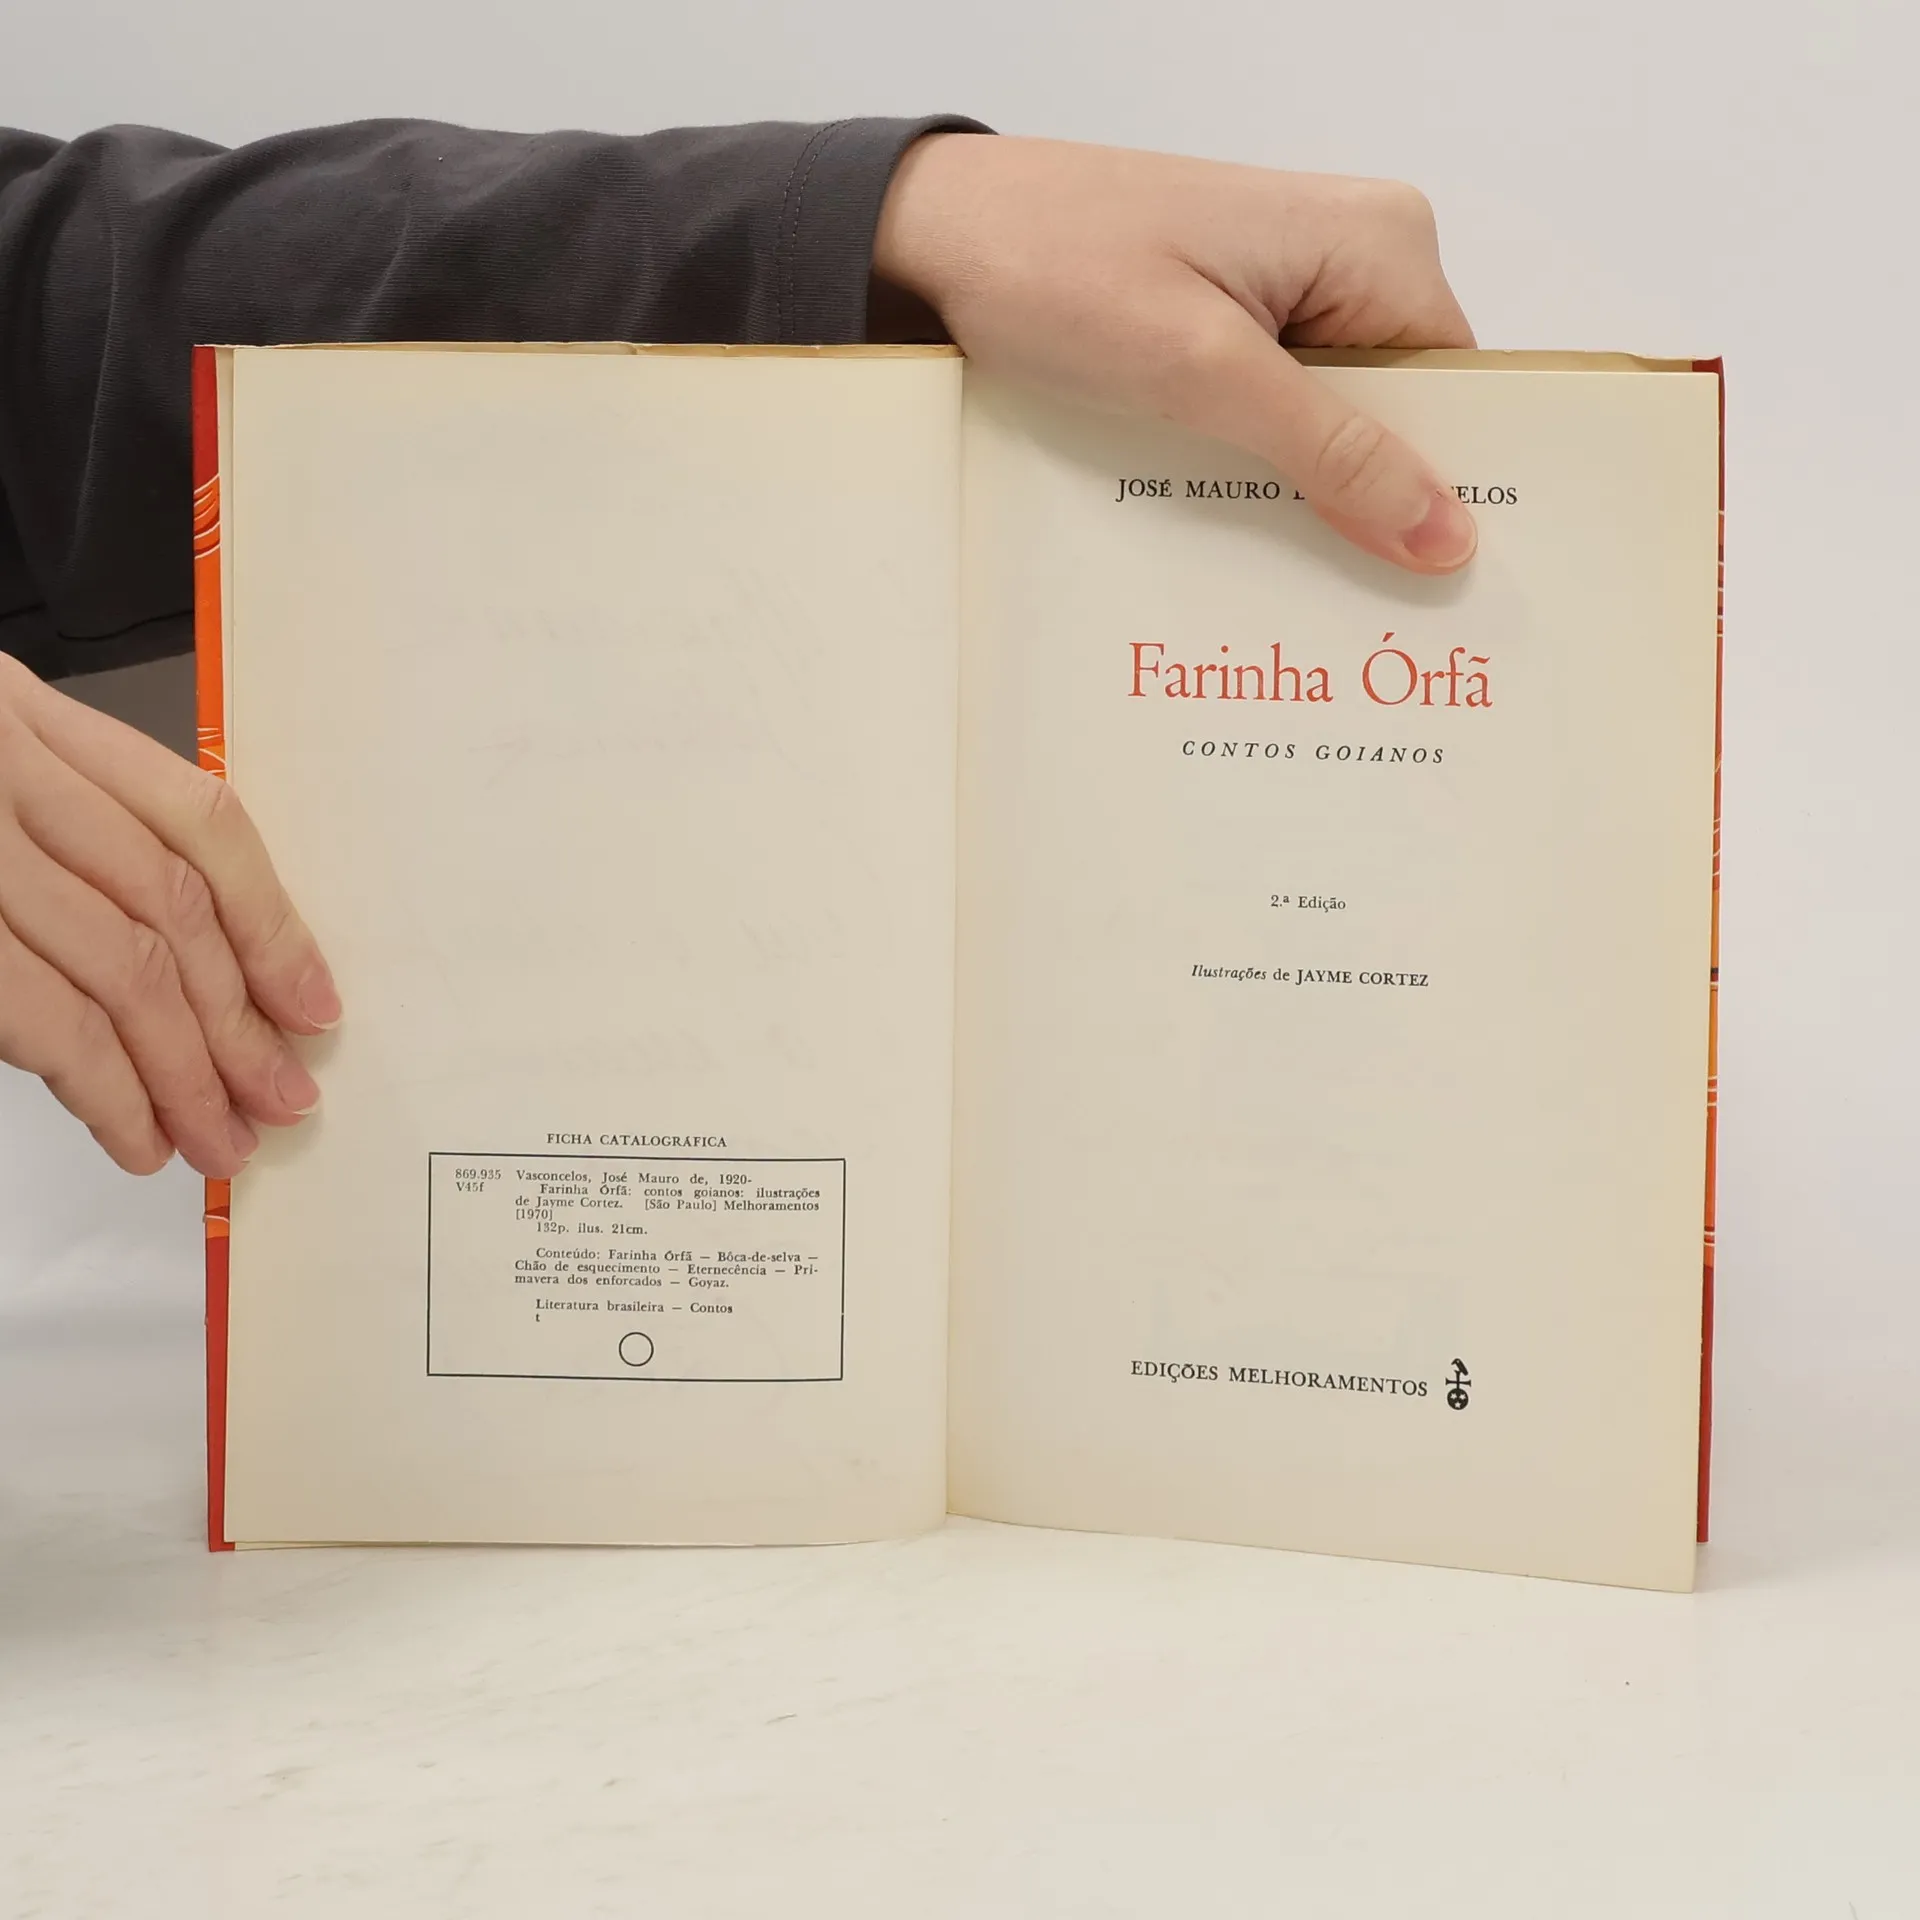 FICHA CATALOGRÁFICA
869.935 Vasconcelos, José Mauro de, 1920-
V45f Farinha Órfã: contos goianos: ilustrações
de Jayme Cortez. [São Paulo] Melhoramentos
[1970]
132p. ilus. 21cm.
Conteúdo: Farinha Órfã — Bôca-de-selva —
Chão de esquecimento — Eternecência — Pri-
mavera dos enforcados — Goyaz.
Literatura brasileira — Contos
t
JOSÉ MAURO
Farinha Órfã
CONTOS GOIANOS
2.ª Edição
Ilustrações de JAYME CORTEZ
EDIÇÕES MELHORAMENTOS